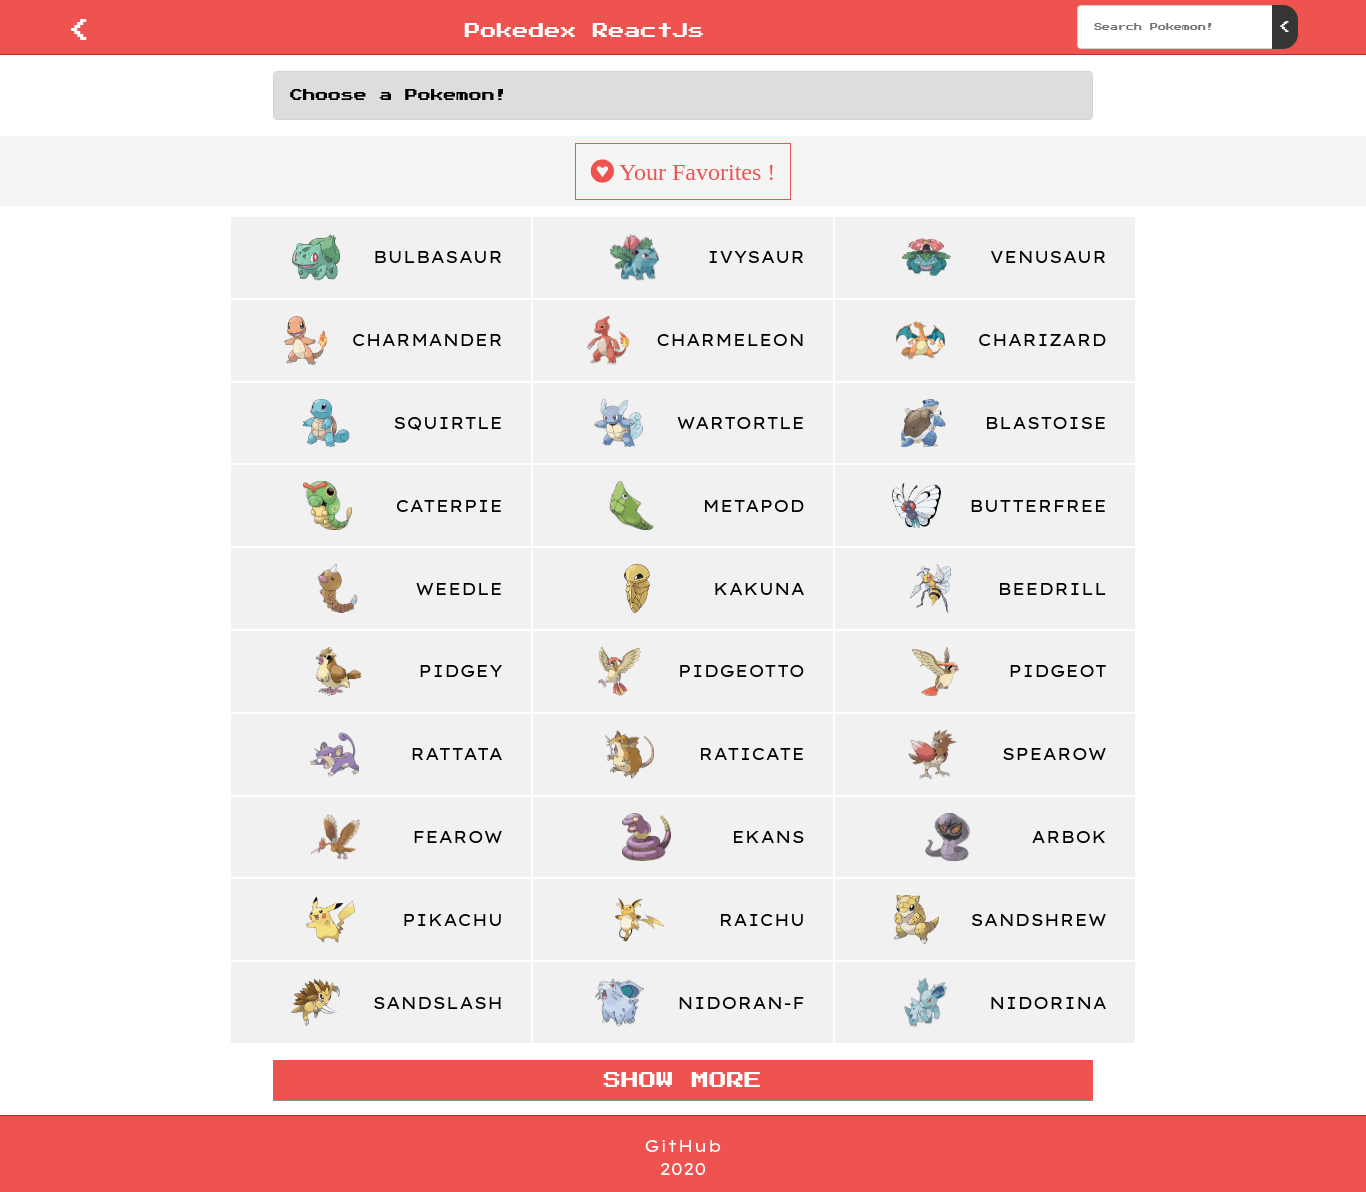 Pokedex ReactJs
Search Pokemon!
Choose a Pokemon!
Your Favorites !
BULBASAUR
IVYSAUR
VENUSAUR
CHARMANDER
CHARMELEON
CHARIZARD
SQUIRTLE
WARTORTLE
BLASTOISE
CATERPIE
METAPOD
BUTTERFREE
WEEDLE
KAKUNA
BEEDRILL
PIDGEY
PIDGEOTTO
PIDGEOT
RATTATA
RATICATE
SPEAROW
FEAROW
EKANS
ARBOK
PIKACHU
RAICHU
SANDSHREW
SANDSLASH
NIDORAN-F
NIDORINA
SHOW MORE
GitHub
2020